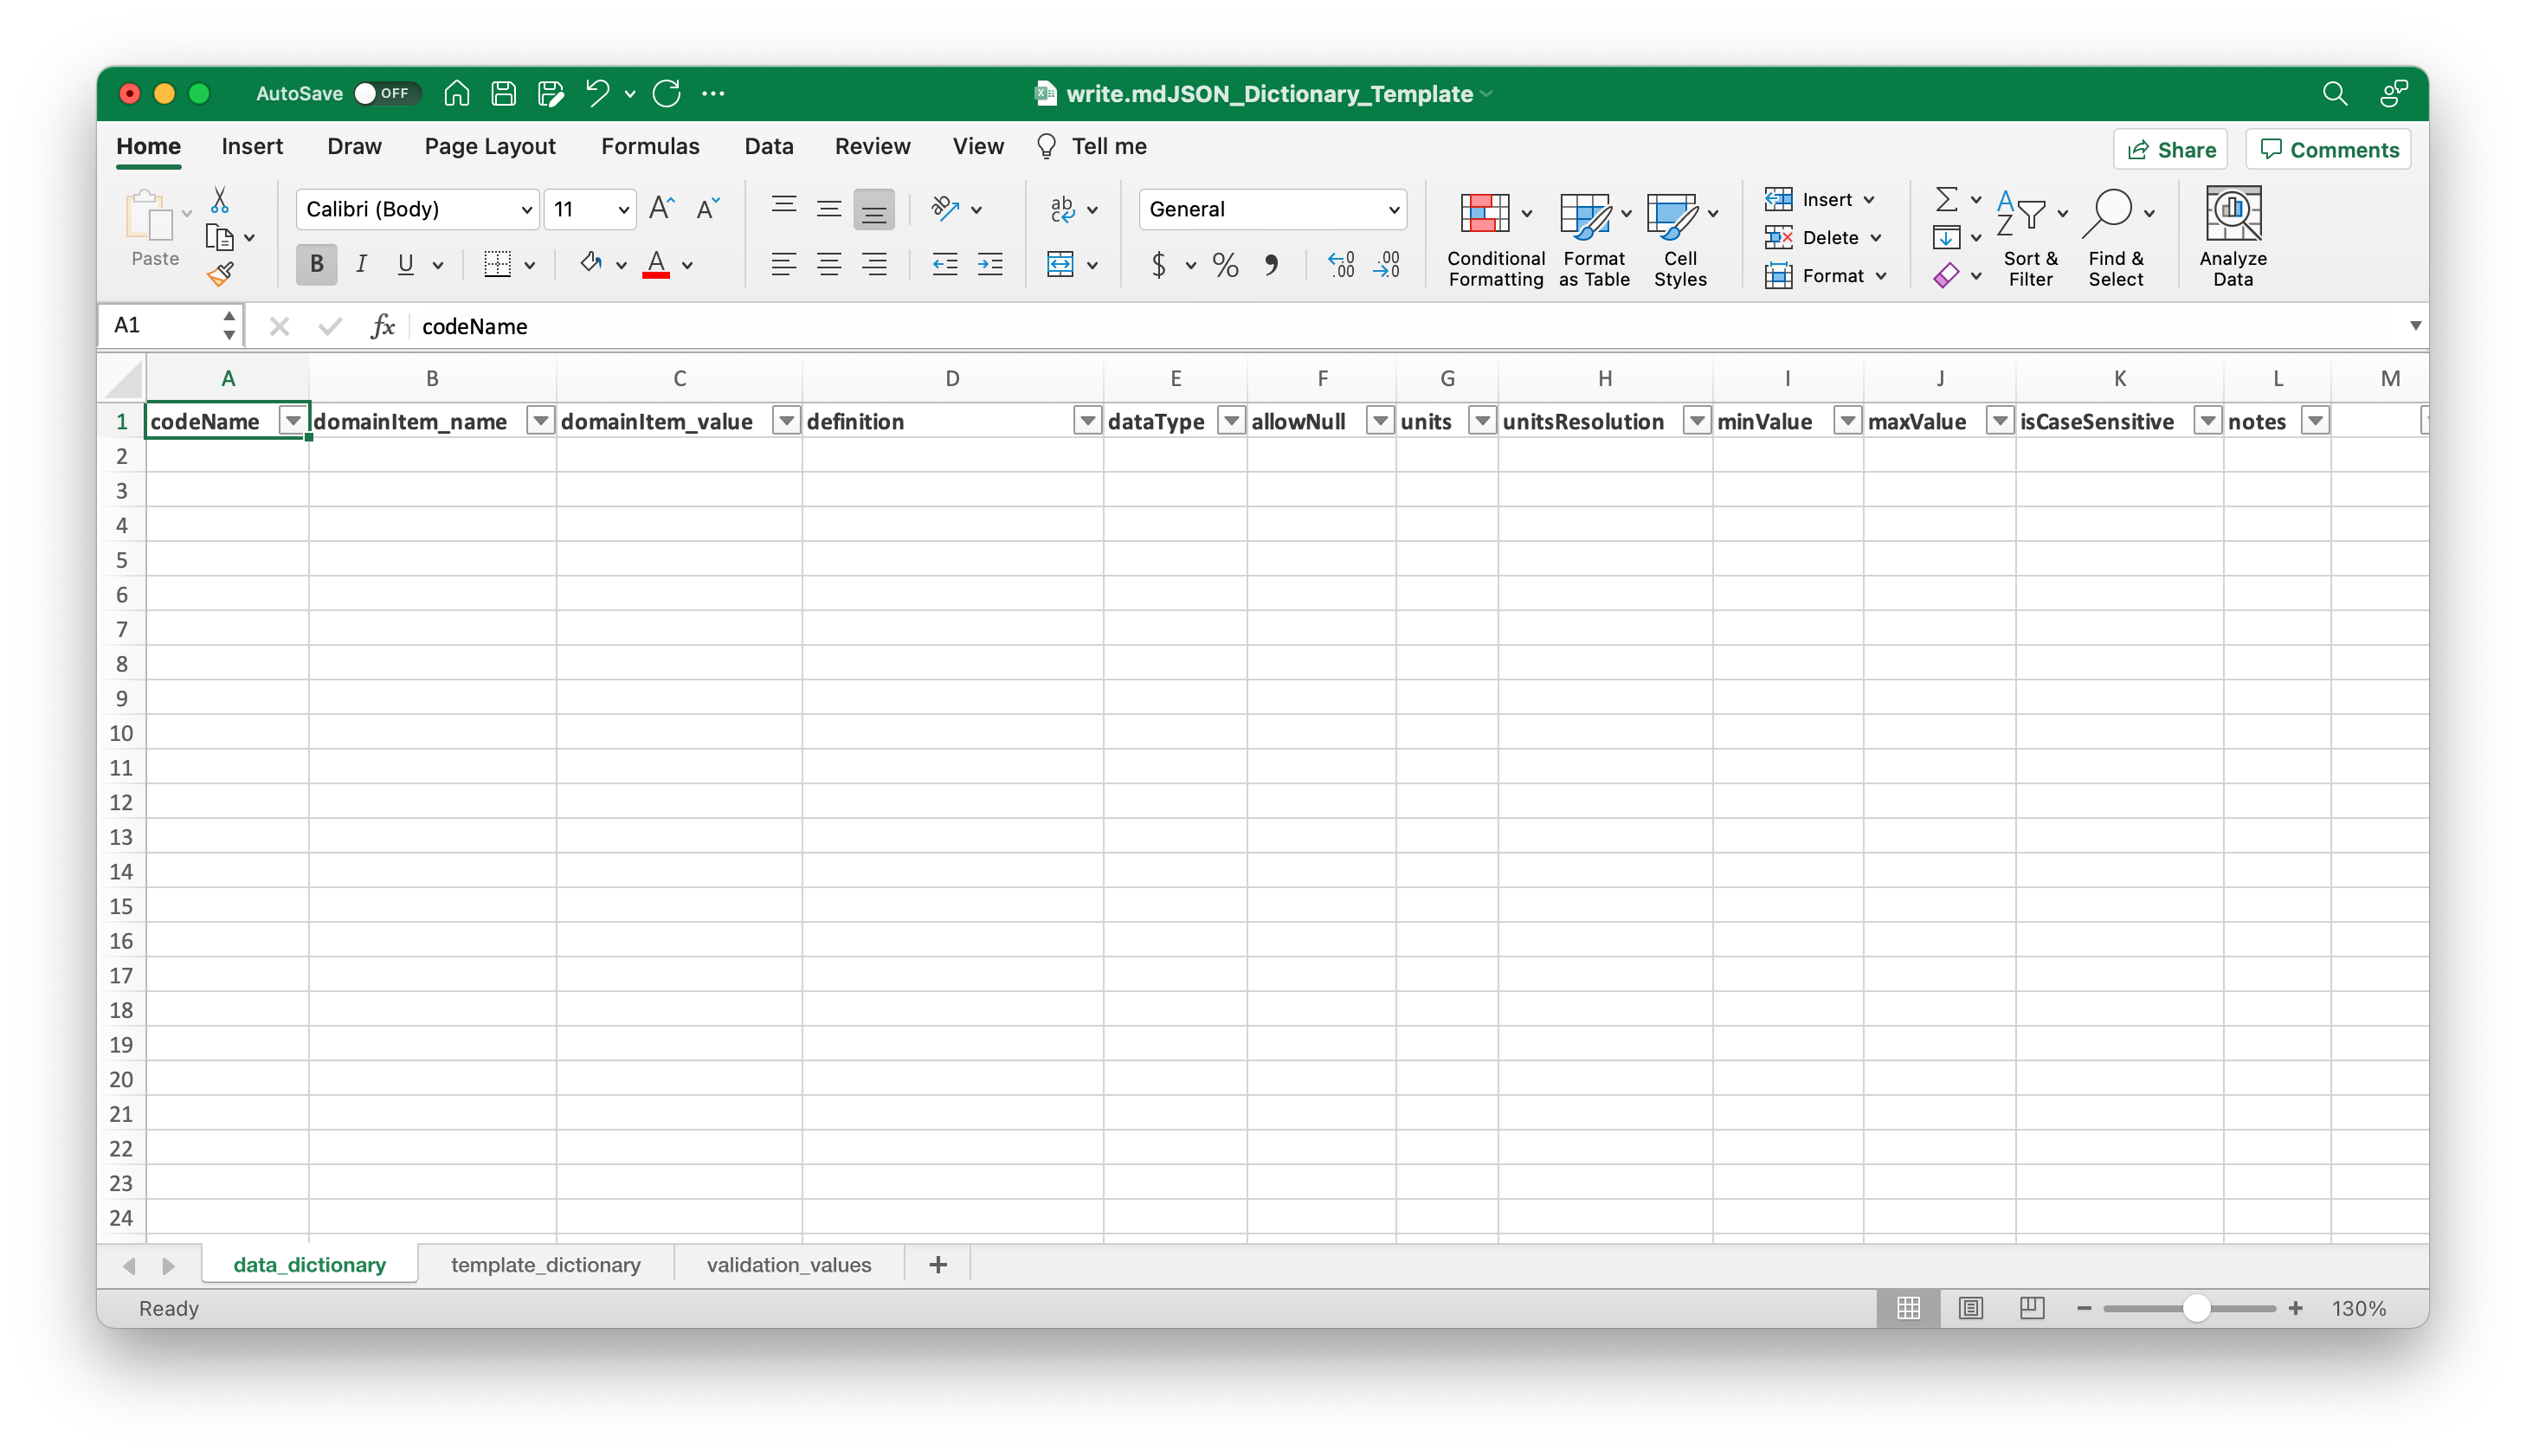 AutoSave OFF write.mdJSON_Dictionary_Template
Home Insert Draw Page Layout Formulas Data Review View Tell me Share Comments
Paste Calibri (Body) 11 General Conditional Formatting Format as Table Cell Styles Insert Delete Format Sort & Filter Find & Select Analyze Data
A1 fx codeName
A B C D E F G H I J K L M
1 codeName domainItem_name domainItem_value definition dataType allowNull units unitsResolution minValue maxValue isCaseSensitive notes
2
3
4
5
6
7
8
9
10
11
12
13
14
15
16
17
18
19
20
21
22
23
24
data_dictionary template_dictionary validation_values +
Ready 130%